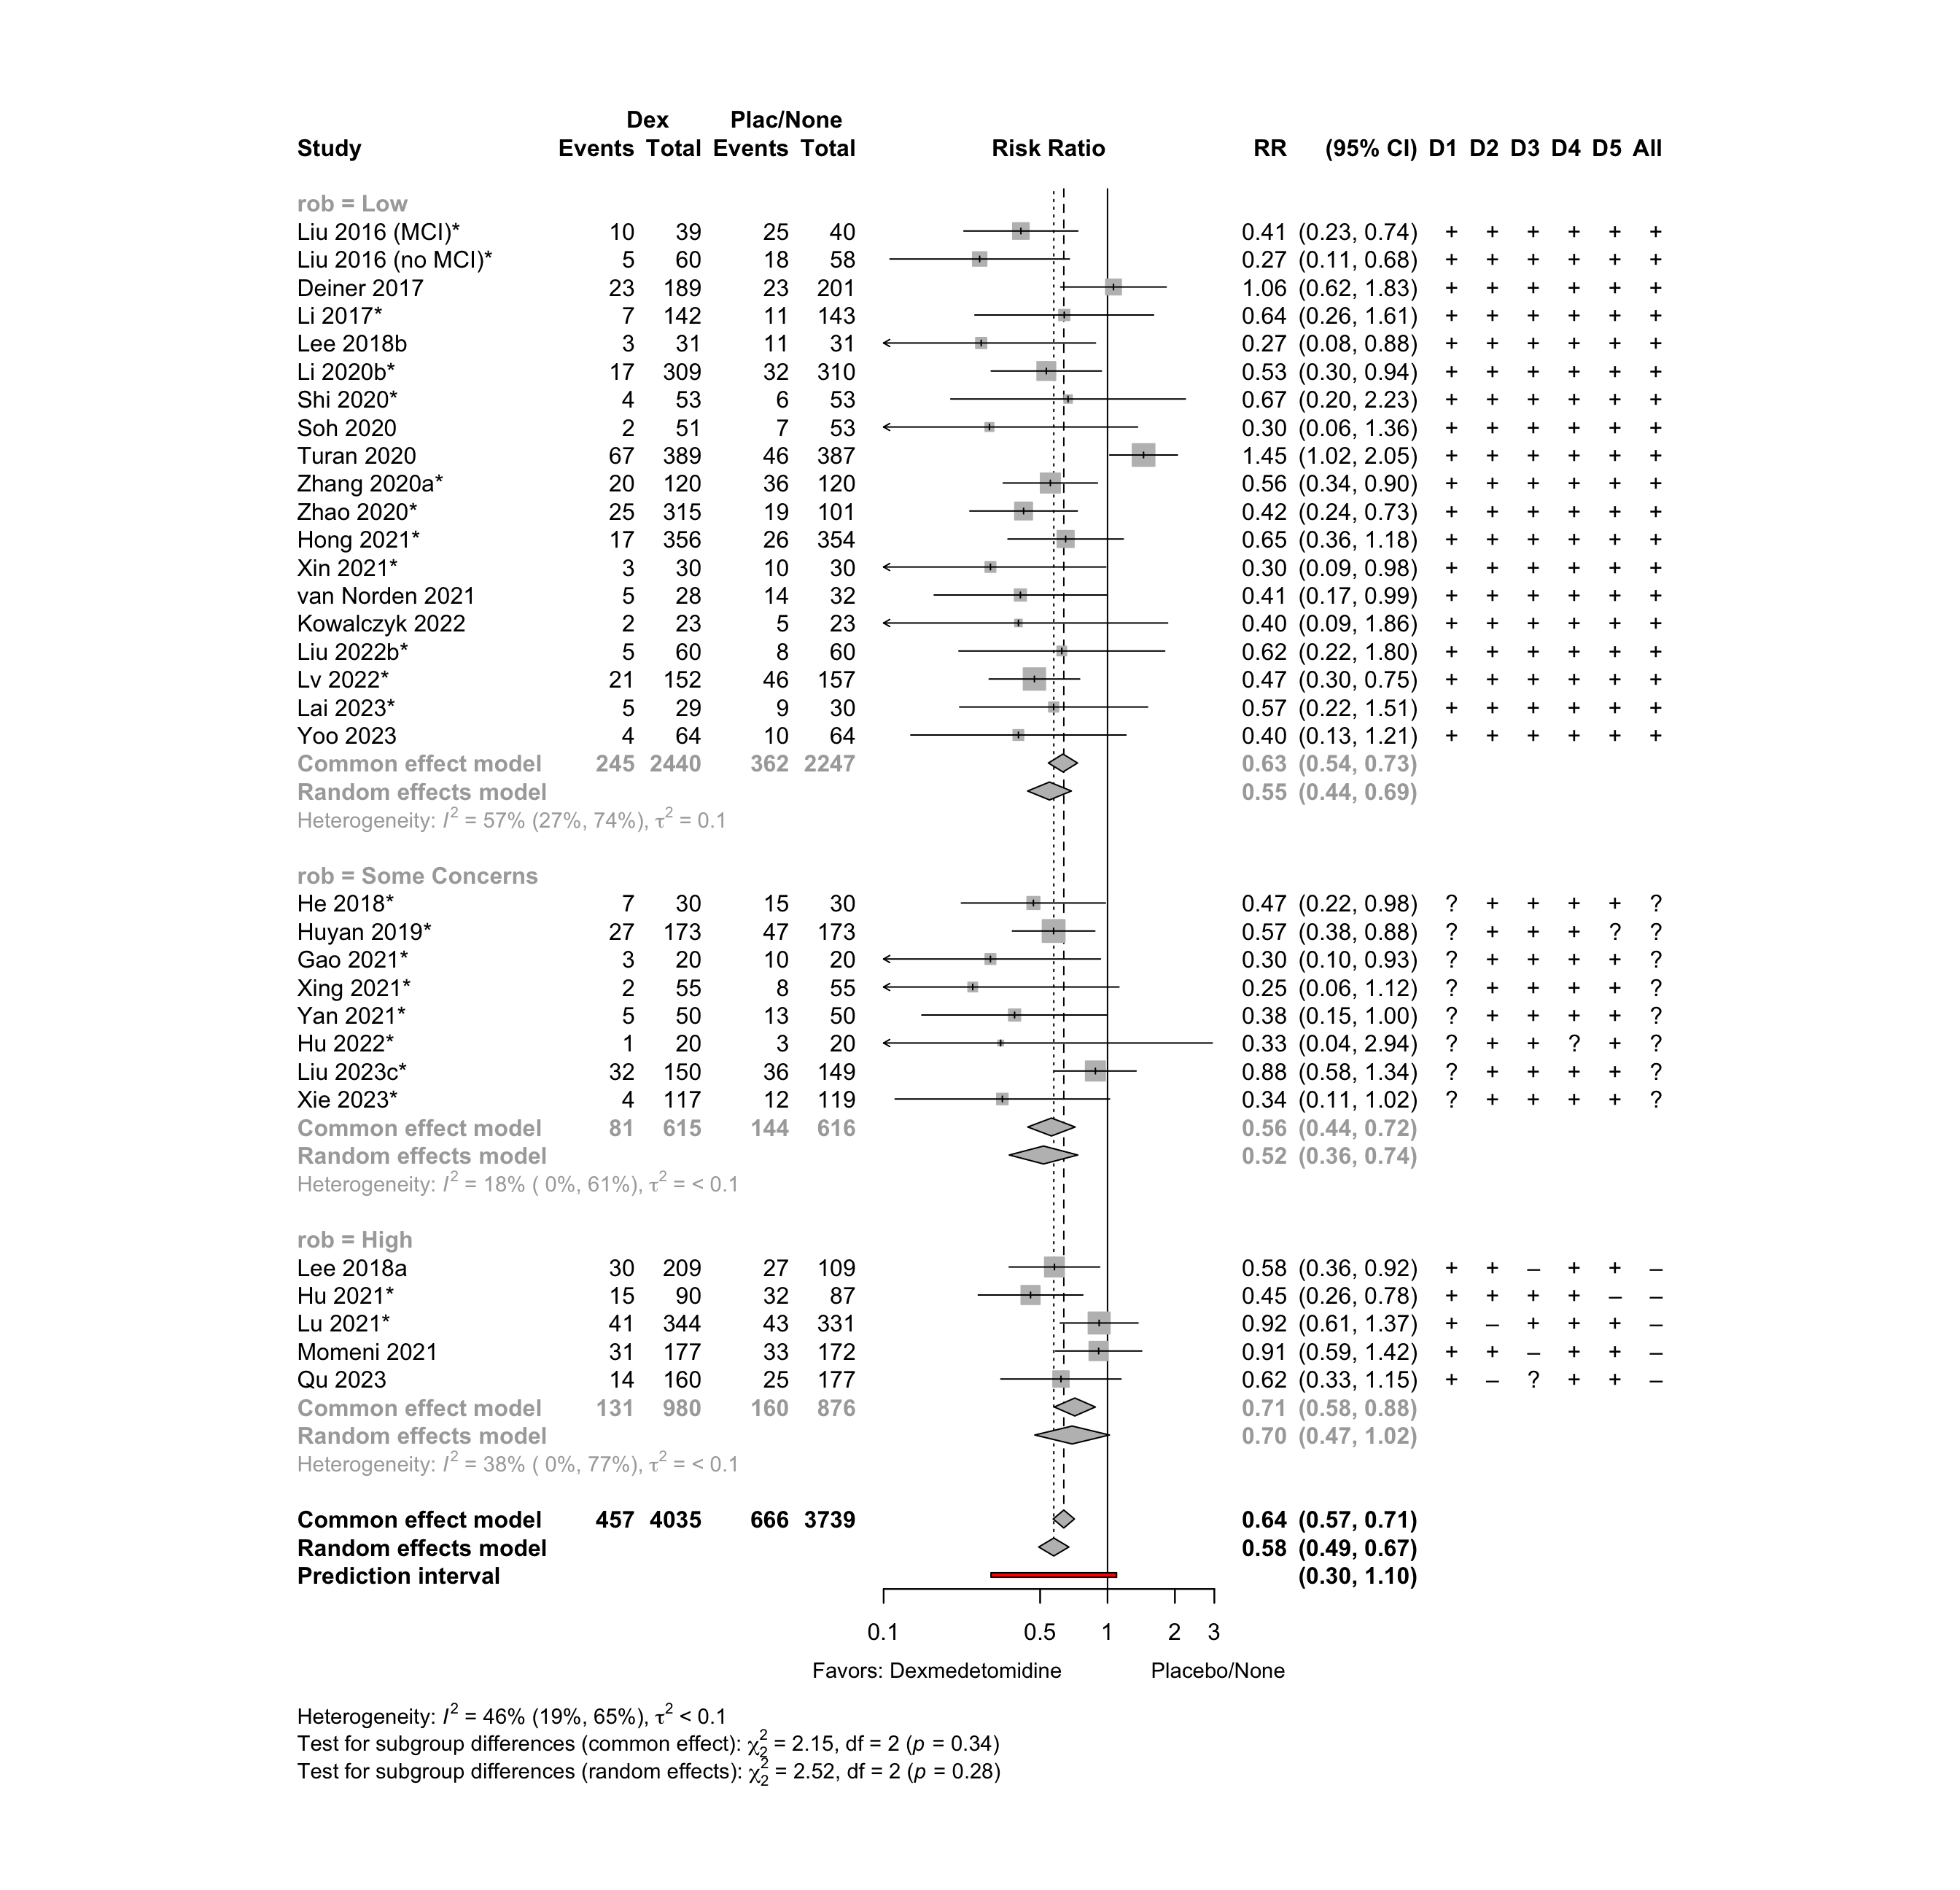 Dex Plac/None
Study Events Total Events Total Risk Ratio RR (95% CI) D1 D2 D3 D4 D5 All
rob = Low
Liu 2016 (MCI)* 10 39 25 40 0.41 (0.23, 0.74) + + + + + +
Liu 2016 (no MCI)* 5 60 18 58 0.27 (0.11, 0.68) + + + + + +
Deiner 2017 23 189 23 201 1.06 (0.62, 1.83) + + + + + +
Li 2017* 7 142 11 143 0.64 (0.26, 1.61) + + + + + +
Lee 2018b 3 31 11 31 0.27 (0.08, 0.88) + + + + + +
Li 2020b* 17 309 32 310 0.53 (0.30, 0.94) + + + + + +
Shi 2020* 4 53 6 53 0.67 (0.20, 2.23) + + + + + +
Soh 2020 2 51 7 53 0.30 (0.06, 1.36) + + + + + +
Turan 2020 67 389 46 387 1.45 (1.02, 2.05) + + + + + +
Zhang 2020a* 20 120 36 120 0.56 (0.34, 0.90) + + + + + +
Zhao 2020* 25 315 19 101 0.42 (0.24, 0.73) + + + + + +
Hong 2021* 17 356 26 354 0.65 (0.36, 1.18) + + + + + +
Xin 2021* 3 30 10 30 0.30 (0.09, 0.98) + + + + + +
van Norden 2021 5 28 14 32 0.41 (0.17, 0.99) + + + + + +
Kowalczyk 2022 2 23 5 23 0.40 (0.09, 1.86) + + + + + +
Liu 2022b* 5 60 8 60 0.62 (0.22, 1.80) + + + + + +
Lv 2022* 21 152 46 157 0.47 (0.30, 0.75) + + + + + +
Lai 2023* 5 29 9 30 0.57 (0.22, 1.51) + + + + + +
Yoo 2023 4 64 10 64 0.40 (0.13, 1.21) + + + + + +
Common effect model 245 2440 362 2247 0.63 (0.54, 0.73)
Random effects model 0.55 (0.44, 0.69)
Heterogeneity: I² = 57% (27%, 74%), τ² = 0.1
rob = Some Concerns
He 2018* 7 30 15 30 0.47 (0.22, 0.98) ? + + + + ?
Huyan 2019* 27 173 47 173 0.57 (0.38, 0.88) ? + + + ? ?
Gao 2021* 3 20 10 20 0.30 (0.10, 0.93) ? + + + + ?
Xing 2021* 2 55 8 55 0.25 (0.06, 1.12) ? + + + + ?
Yan 2021* 5 50 13 50 0.38 (0.15, 1.00) ? + + + + ?
Hu 2022* 1 20 3 20 0.33 (0.04, 2.94) ? + + ? + ?
Liu 2023c* 32 150 36 149 0.88 (0.58, 1.34) ? + + + + ?
Xie 2023* 4 117 12 119 0.34 (0.11, 1.02) ? + + + + ?
Common effect model 81 615 144 616 0.56 (0.44, 0.72)
Random effects model 0.52 (0.36, 0.74)
Heterogeneity: I² = 18% ( 0%, 61%), τ² = < 0.1
rob = High
Lee 2018a 30 209 27 109 0.58 (0.36, 0.92) + + – + + –
Hu 2021* 15 90 32 87 0.45 (0.26, 0.78) + + + + – –
Lu 2021* 41 344 43 331 0.92 (0.61, 1.37) + – + + + –
Momeni 2021 31 177 33 172 0.91 (0.59, 1.42) + + – + + –
Qu 2023 14 160 25 177 0.62 (0.33, 1.15) + – ? + + –
Common effect model 131 980 160 876 0.71 (0.58, 0.88)
Random effects model 0.70 (0.47, 1.02)
Heterogeneity: I² = 38% ( 0%, 77%), τ² = < 0.1
Common effect model 457 4035 666 3739 0.64 (0.57, 0.71)
Random effects model 0.58 (0.49, 0.67)
Prediction interval (0.30, 1.10)
0.1 0.5 1 2 3
Favors: Dexmedetomidine Placebo/None
Heterogeneity: I² = 46% (19%, 65%), τ² < 0.1
Test for subgroup differences (common effect): χ²₂ = 2.15, df = 2 (p = 0.34)
Test for subgroup differences (random effects): χ²₂ = 2.52, df = 2 (p = 0.28)